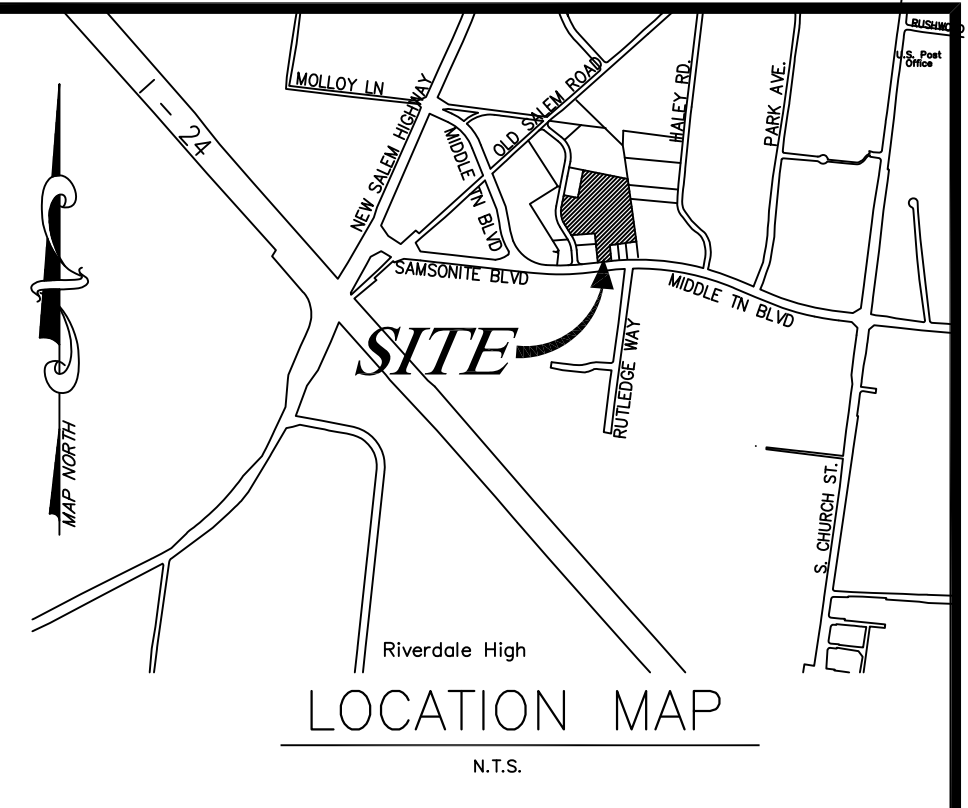 RUSHWO
U.S. Post
Office
MOLLOY LN
I - 24
NEW SALEM HIGHWAY
OLD SALEM ROAD
HALEY RD.
PARK AVE.
MIDDLE TN BLVD
SAMSONITE BLVD
MIDDLE TN BLVD
SITE
RUTLEDGE WAY
MAP NORTH
S. CHURCH ST.
Riverdale High
LOCATION MAP
N.T.S.